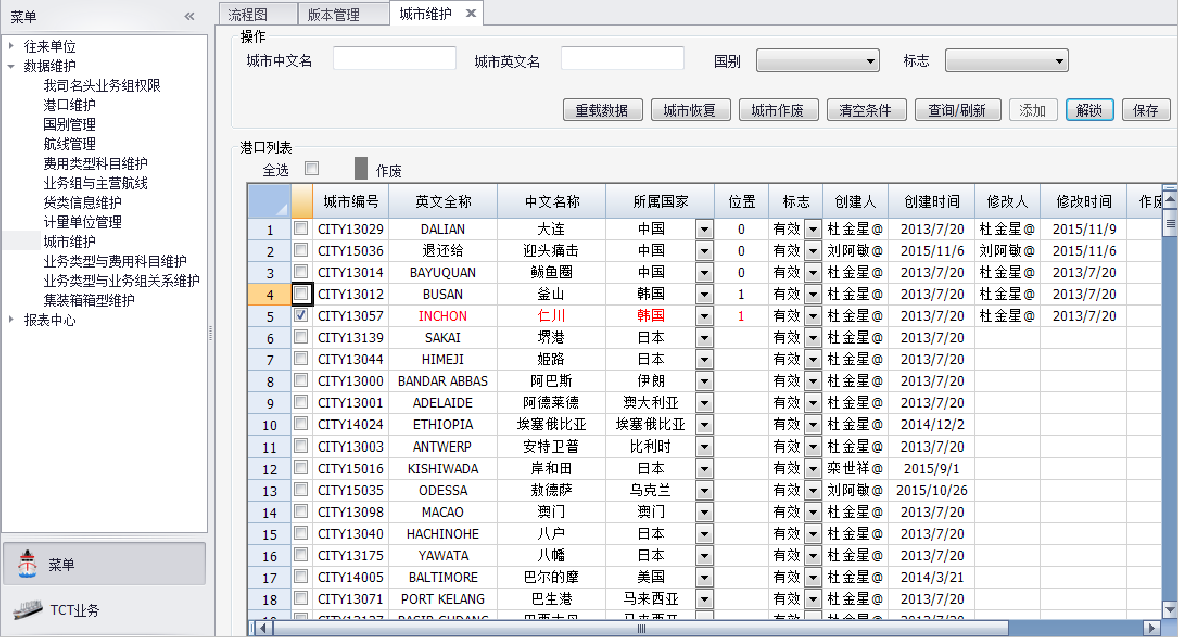 菜单
流程图
版本管理
城市维护
往来单位
数据维护
我司名头业务组权限
港口维护
国别管理
航线管理
费用类型科目维护
业务组与主营航线
货类信息维护
计量单位管理
城市维护
业务类型与费用科目维护
业务类型与业务组关系维护
集装箱箱型维护
报表中心
菜单
TCT业务
操作
城市中文名 城市英文名 国别 标志
重载数据 城市恢复 城市作废 清空条件 查询/刷新 添加 解锁 保存
港口列表
全选 作废
城市编号 英文全称 中文名称 所属国家 位置 标志 创建人 创建时间 修改人 修改时间 作废
1 CITY13029 DALIAN 大连 中国 0 有效 杜金星@ 2013/7/20 杜金星@ 2015/11/9
2 CITY15036 退还给 迎头痛击 中国 0 有效 刘阿敏@ 2015/11/6 刘阿敏@ 2015/11/6
3 CITY13014 BAYUQUAN 鲅鱼圈 中国 0 有效 杜金星@ 2013/7/20 杜金星@ 2013/7/20
4 CITY13012 BUSAN 釜山 韩国 1 有效 杜金星@ 2013/7/20 杜金星@ 2013/7/20
5 CITY13057 INCHON 仁川 韩国 1 有效 杜金星@ 2013/7/20 杜金星@ 2013/7/20
6 CITY13139 SAKAI 堺港 日本 有效 杜金星@ 2013/7/20
7 CITY13044 HIMEJI 姬路 日本 有效 杜金星@ 2013/7/20
8 CITY13000 BANDAR ABBAS 阿巴斯 伊朗 有效 杜金星@ 2013/7/20
9 CITY13001 ADELAIDE 阿德莱德 澳大利亚 有效 杜金星@ 2013/7/20
10 CITY14024 ETHIOPIA 埃塞俄比亚 埃塞俄比亚 有效 杜金星@ 2014/12/2
11 CITY13003 ANTWERP 安特卫普 比利时 有效 杜金星@ 2013/7/20
12 CITY15016 KISHIWADA 岸和田 日本 有效 栾世祥@ 2015/9/1
13 CITY15035 ODESSA 敖德萨 乌克兰 有效 刘阿敏@ 2015/10/26
14 CITY13098 MACAO 澳门 澳门 有效 杜金星@ 2013/7/20
15 CITY13040 HACHINOHE 八户 日本 有效 杜金星@ 2013/7/20
16 CITY13175 YAWATA 八幡 日本 有效 杜金星@ 2013/7/20
17 CITY14005 BALTIMORE 巴尔的摩 美国 有效 杜金星@ 2014/3/21
18 CITY13071 PORT KELANG 巴生港 马来西亚 有效 杜金星@ 2013/7/20